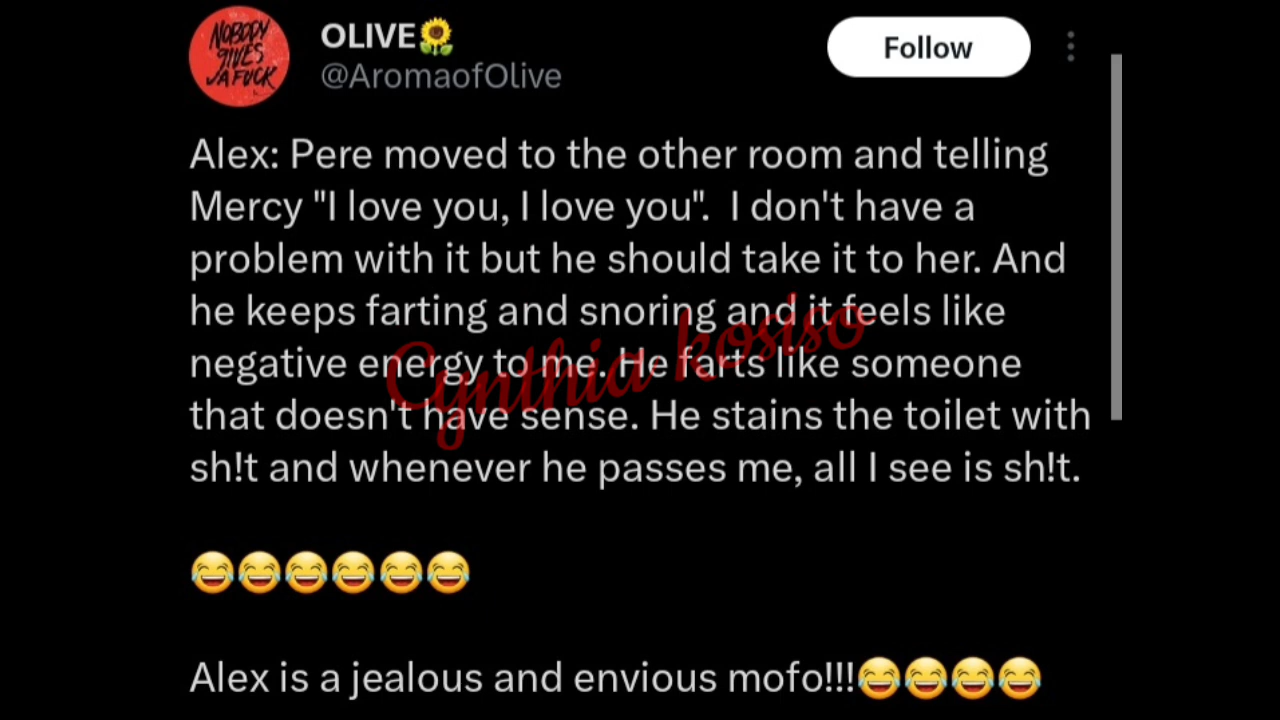 NOBODY
GIVES
A FUCK
OLIVE🌻
@AromaofOlive
Follow
Alex: Pere moved to the other room and telling
Mercy "I love you, I love you".  I don't have a
problem with it but he should take it to her. And
he keeps farting and snoring and it feels like
negative energy to me. He farts like someone
that doesn't have sense. He stains the toilet with
sh!t and whenever he passes me, all I see is sh!t.
😂😂😂😂😂😂
Alex is a jealous and envious mofo!!!😂😂😂😂
Cynthia kosiso